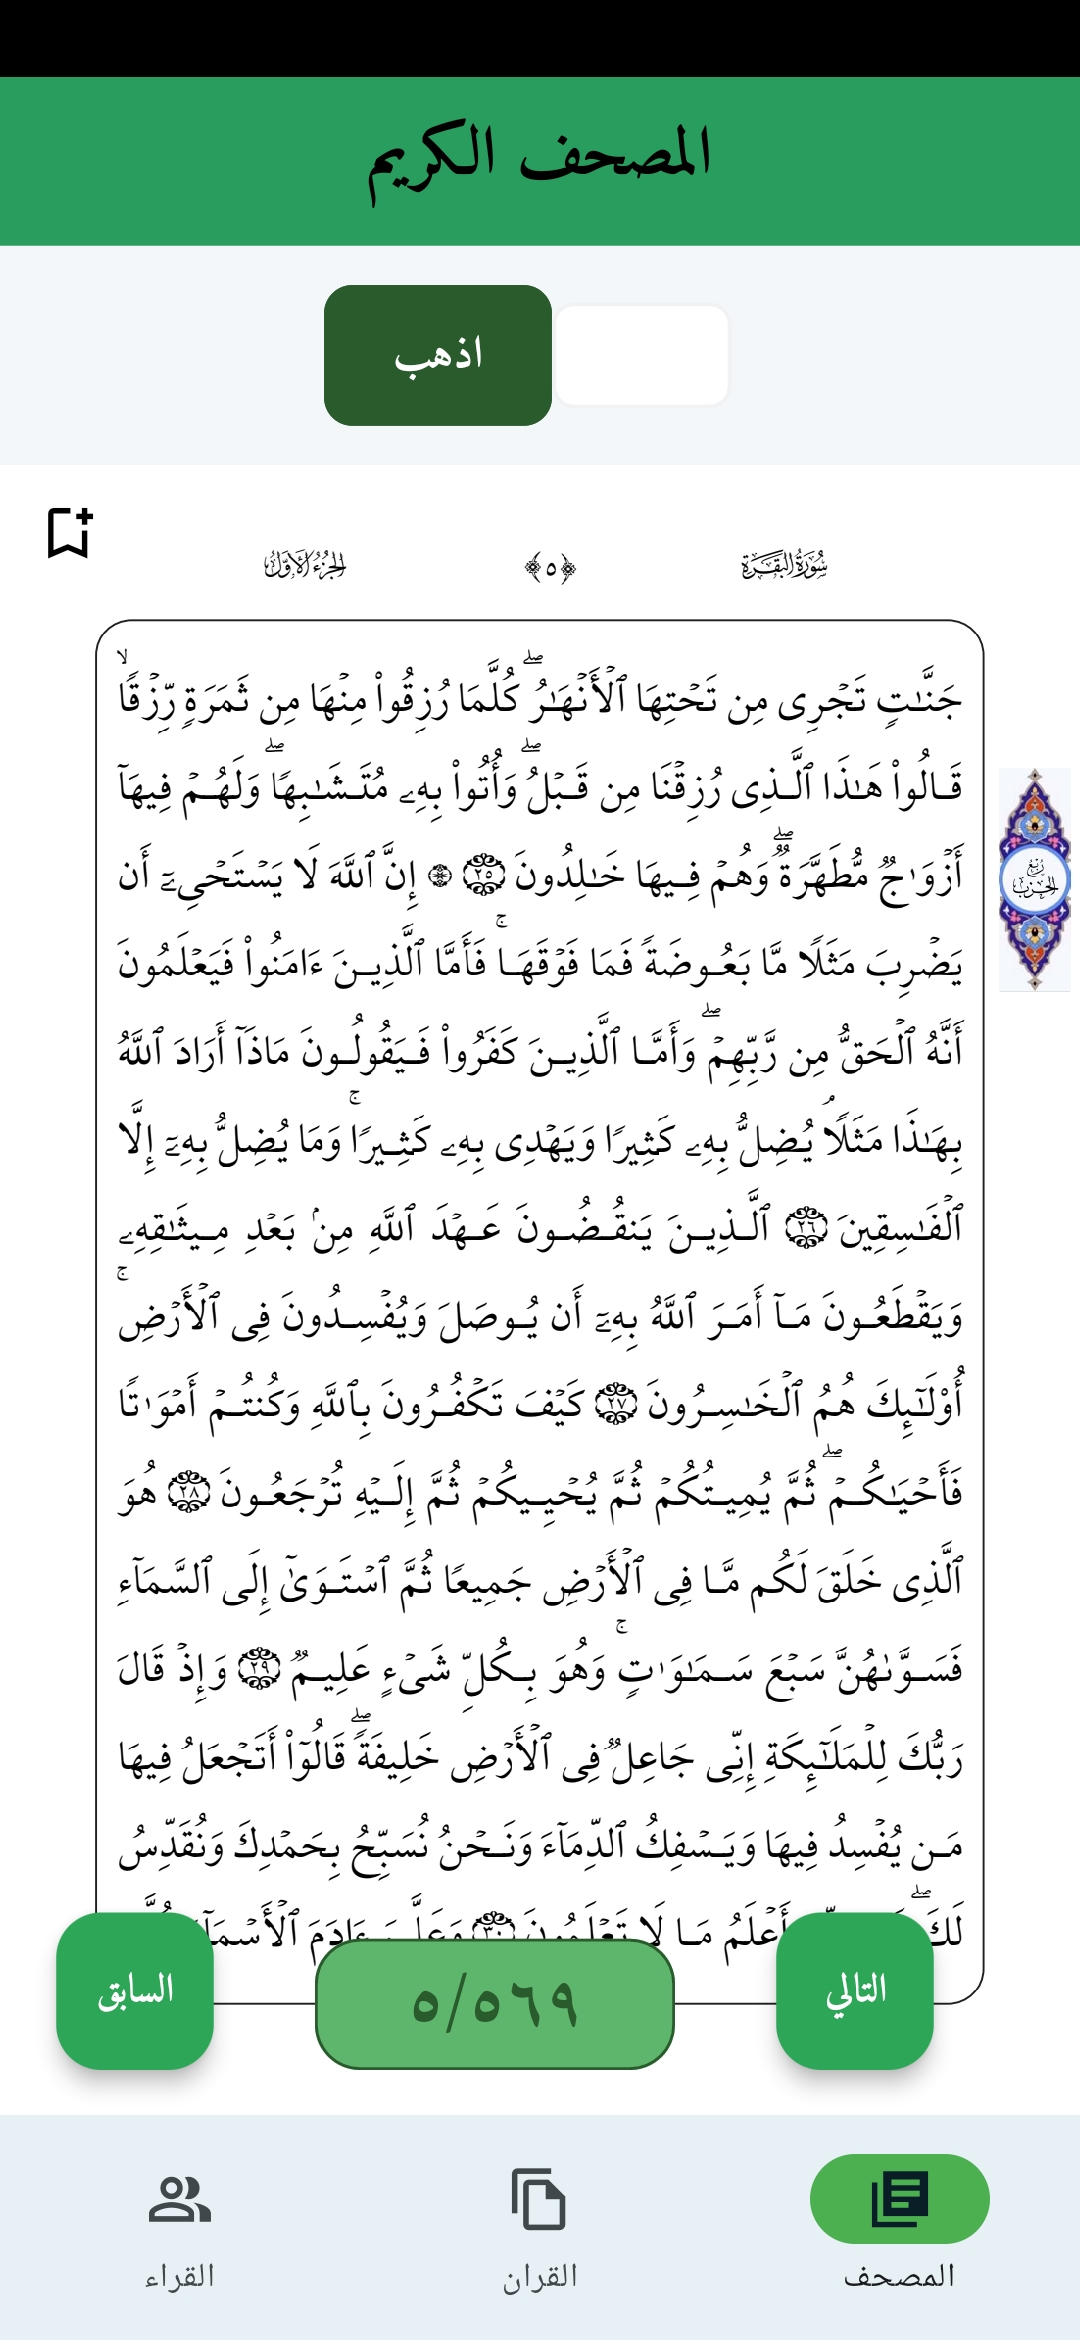 المصحف الكريم
اذهب
سُورَةُ البَقَرَةِ
﴿٥﴾
الجُزْءُ الأَوَّلُ
جَنَّـٰتٍ تَجْرِى مِن تَحْتِهَا ٱلْأَنْهَـٰرُ ۖ كُلَّمَا رُزِقُوا۟ مِنْهَا مِن ثَمَرَةٍ رِّزْقًا ۙ
قَالُوا۟ هَـٰذَا ٱلَّذِى رُزِقْنَا مِن قَبْلُ ۖ وَأُتُوا۟ بِهِۦ مُتَشَـٰبِهًا ۖ وَلَهُمْ فِيهَآ
أَزْوَٰجٌ مُّطَهَّرَةٌ ۖ وَهُمْ فِيهَا خَـٰلِدُونَ ٢٥ ۞ إِنَّ ٱللَّهَ لَا يَسْتَحْىِۦٓ أَن
رُبْعُ الحِزْب
يَضْرِبَ مَثَلًا مَّا بَعُوضَةً فَمَا فَوْقَهَا ۚ فَأَمَّا ٱلَّذِينَ ءَامَنُوا۟ فَيَعْلَمُونَ
أَنَّهُ ٱلْحَقُّ مِن رَّبِّهِمْ ۖ وَأَمَّا ٱلَّذِينَ كَفَرُوا۟ فَيَقُولُونَ مَاذَآ أَرَادَ ٱللَّهُ
بِهَـٰذَا مَثَلًا ۘ يُضِلُّ بِهِۦ كَثِيرًا وَيَهْدِى بِهِۦ كَثِيرًا ۚ وَمَا يُضِلُّ بِهِۦٓ إِلَّا
ٱلْفَـٰسِقِينَ ٢٦ ٱلَّذِينَ يَنقُضُونَ عَهْدَ ٱللَّهِ مِنۢ بَعْدِ مِيثَـٰقِهِۦ
وَيَقْطَعُونَ مَآ أَمَرَ ٱللَّهُ بِهِۦٓ أَن يُوصَلَ وَيُفْسِدُونَ فِى ٱلْأَرْضِ ۚ
أُو۟لَـٰٓئِكَ هُمُ ٱلْخَـٰسِرُونَ ٢٧ كَيْفَ تَكْفُرُونَ بِٱللَّهِ وَكُنتُمْ أَمْوَٰتًا
فَأَحْيَـٰكُمْ ۖ ثُمَّ يُمِيتُكُمْ ثُمَّ يُحْيِيكُمْ ثُمَّ إِلَيْهِ تُرْجَعُونَ ٢٨ هُوَ
ٱلَّذِى خَلَقَ لَكُم مَّا فِى ٱلْأَرْضِ جَمِيعًا ثُمَّ ٱسْتَوَىٰٓ إِلَى ٱلسَّمَآءِ
فَسَوَّىٰهُنَّ سَبْعَ سَمَـٰوَٰتٍ ۚ وَهُوَ بِكُلِّ شَىْءٍ عَلِيمٌ ٢٩ وَإِذْ قَالَ
رَبُّكَ لِلْمَلَـٰٓئِكَةِ إِنِّى جَاعِلٌ فِى ٱلْأَرْضِ خَلِيفَةً ۖ قَالُوٓا۟ أَتَجْعَلُ فِيهَا
مَن يُفْسِدُ فِيهَا وَيَسْفِكُ ٱلدِّمَآءَ وَنَحْنُ نُسَبِّحُ بِحَمْدِكَ وَنُقَدِّسُ
لَكَ ۖ أَعْلَمُ مَا لَا تَعْلَمُونَ ٣٠ وَعَلَّمَ ءَادَمَ ٱلْأَسْمَآءَ
التالي
٥/٥٦٩
السابق
المصحف
القران
القراء